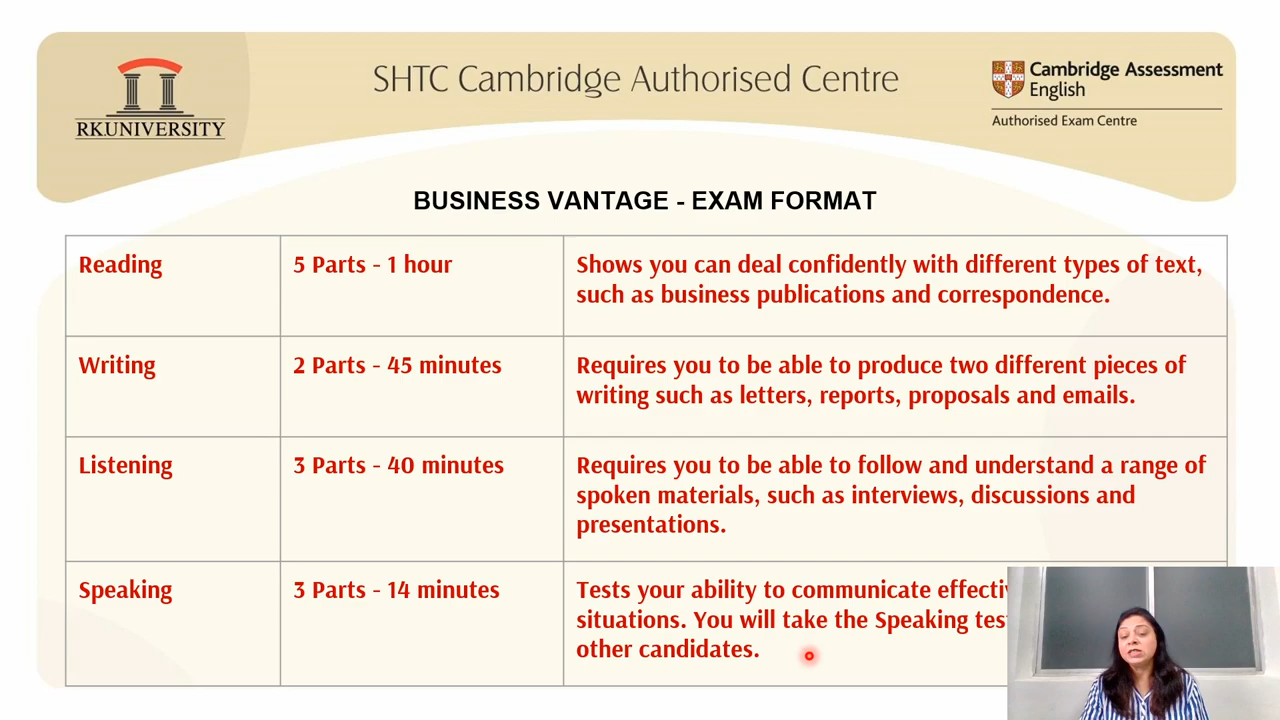 RKUNIVERSITY
SHTC Cambridge Authorised Centre
Cambridge Assessment
English
Authorised Exam Centre
BUSINESS VANTAGE - EXAM FORMAT
Reading
5 Parts - 1 hour
Shows you can deal confidently with different types of text,
such as business publications and correspondence.
Writing
2 Parts - 45 minutes
Requires you to be able to produce two different pieces of
writing such as letters, reports, proposals and emails.
Listening
3 Parts - 40 minutes
Requires you to be able to follow and understand a range of
spoken materials, such as interviews, discussions and
presentations.
Speaking
3 Parts - 14 minutes
Tests your ability to communicate
situations. You will take the Speaking
other candidates.